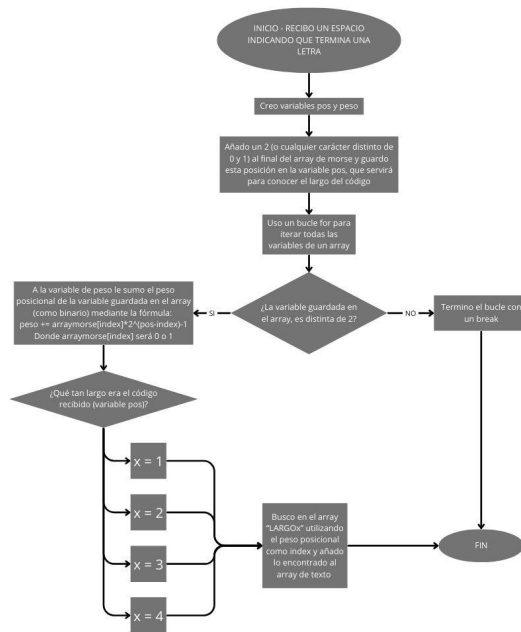 INICIO - RECIBO UN ESPACIO
INDICANDO QUE TERMINA UNA
LETRA
Creo variables pos y peso
Añado un 2 (o cualquier carácter distinto de
0 y 1) al final del array de morse y guardo
esta posición en la variable pos, que servirá
para conocer el largo del código
Uso un bucle for para
iterar todas las
variables de un array
¿La variable guardada en
el array, es distinta de 2?
SI
NO
A la variable de peso le sumo el peso
posicional de la variable guardada en el array
(como binario) mediante la fórmula:
peso += arraymorse[index]*2^(pos-index)-1
Donde arraymorse[index] será 0 o 1
Termino el bucle con
un break
¿Qué tan largo era el código
recibido (variable pos)?
x = 1
x = 2
x = 3
x = 4
Busco en el array
"LARGOx" utilizando
el peso posicional
como index y añado
lo encontrado al
array de texto
FIN